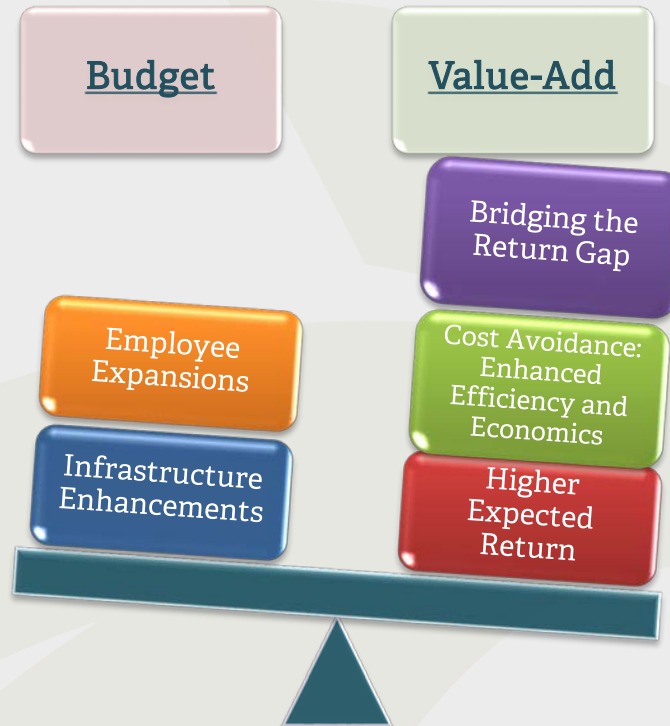 Budget
Value-Add
Bridging the
Return Gap
Employee
Expansions
Cost Avoidance:
Enhanced
Efficiency and
Economics
Infrastructure
Enhancements
Higher
Expected
Return